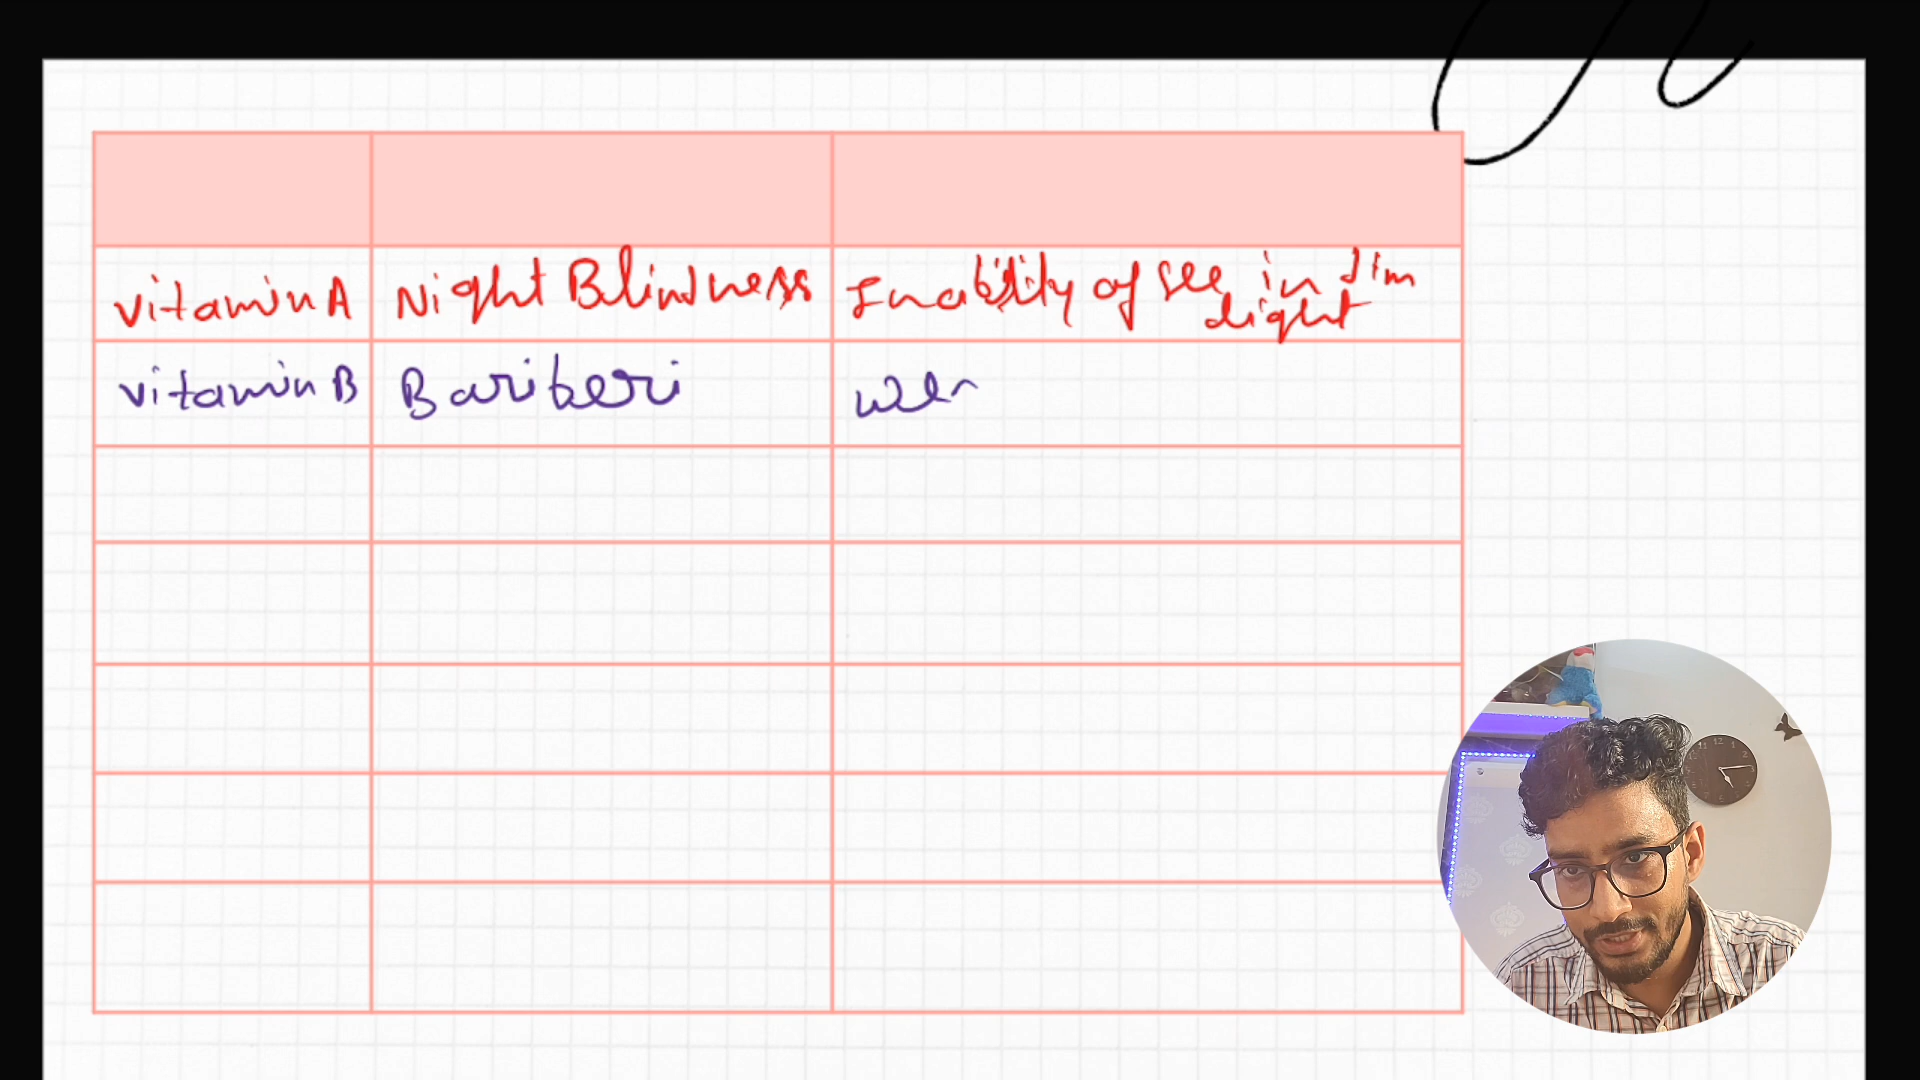 vitamin A Night Blindness Inability of see in dim
light
vitamin B Bariberi